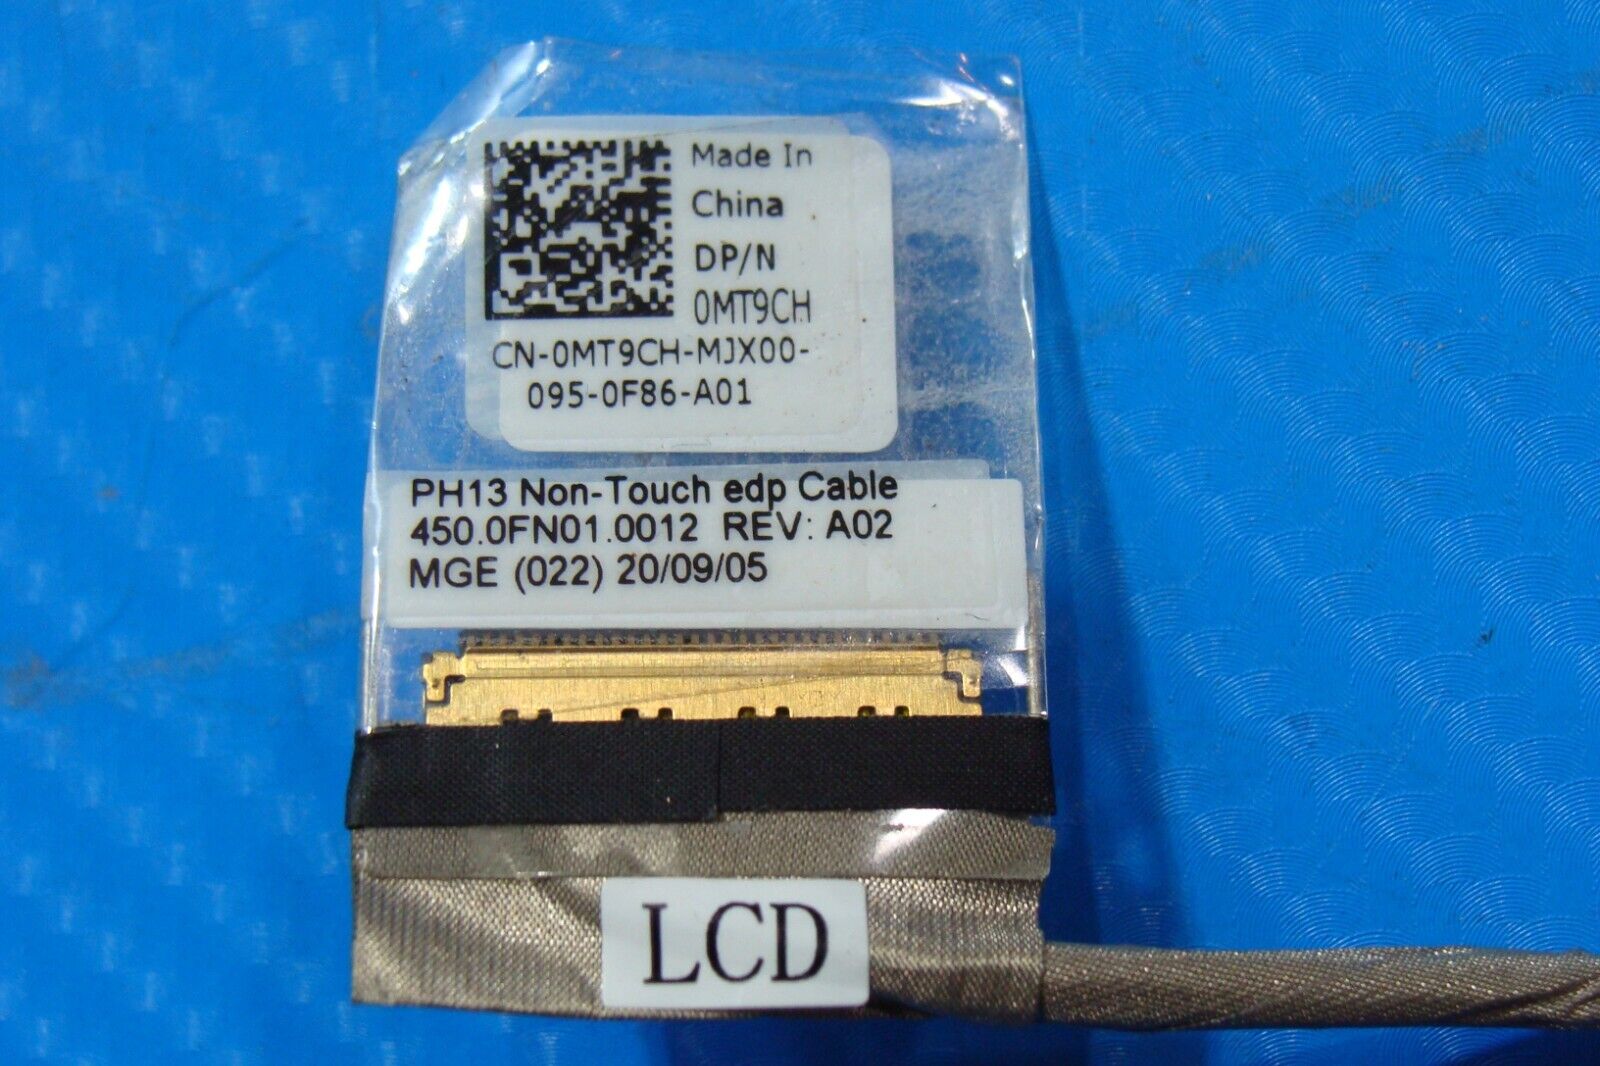 Made In
China
DP/N
0MT9CH
CN-0MT9CH-MJX00-
095-0F86-A01
PH13 Non-Touch edp Cable
450.0FN01.0012 REV: A02
MGE (022) 20/09/05
LCD